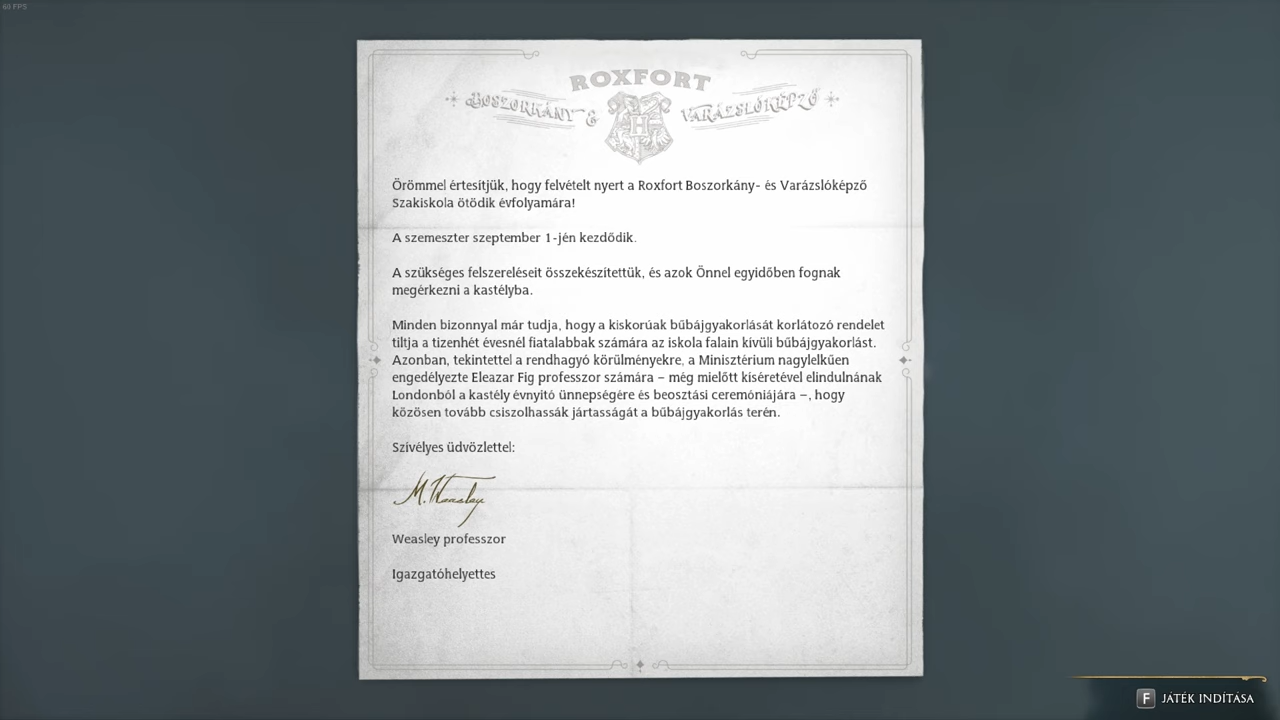 60 FPS
ROXFORT
BOSZORKÁNY & VARÁZSLÓKÉPZŐ
H
Örömmel értesítjük, hogy felvételt nyert a Roxfort Boszorkány- és Varázslóképző
Szakiskola ötödik évfolyamára!
A szemeszter szeptember 1-jén kezdődik.
A szükséges felszereléseit összekészítettük, és azok Önnel egyidőben fognak
megérkezni a kastélyba.
Minden bizonnyal már tudja, hogy a kiskorúak bűbájgyakorlását korlátozó rendelet
tiltja a tizenhét évesnél fiatalabbak számára az iskola falain kívüli bűbájgyakorlást.
Azonban, tekintettel a rendhagyó körülményekre, a Minisztérium nagylelkűen
engedélyezte Eleazar Fig professzor számára – még mielőtt kíséretével elindulnának
Londonból a kastély évnyitó ünnepségére és beosztási ceremóniájára –, hogy
közösen tovább csiszolhassák jártasságát a bűbájgyakorlás terén.
Szívélyes üdvözlettel:
M. Weasley
Weasley professzor
Igazgatóhelyettes
F JÁTÉK INDÍTÁSA